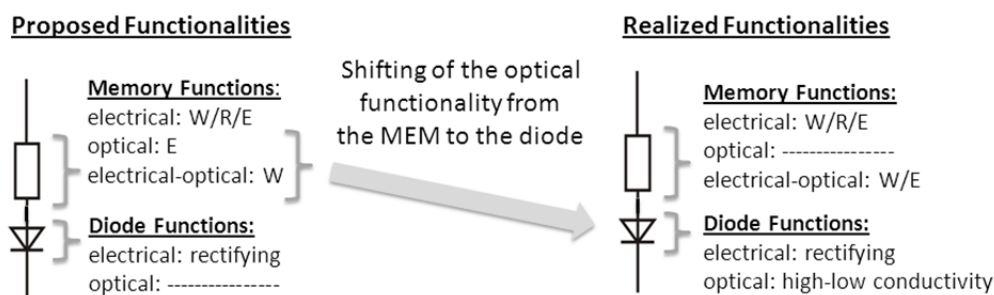 Proposed Functionalities
Memory Functions:
electrical: W/R/E
optical: E
electrical-optical: W
Diode Functions:
electrical: rectifying
optical: ---------------
Shifting of the optical
functionality from
the MEM to the diode
Realized Functionalities
Memory Functions:
electrical: W/R/E
optical: ---------------
electrical-optical: W/E
Diode Functions:
electrical: rectifying
optical: high-low conductivity